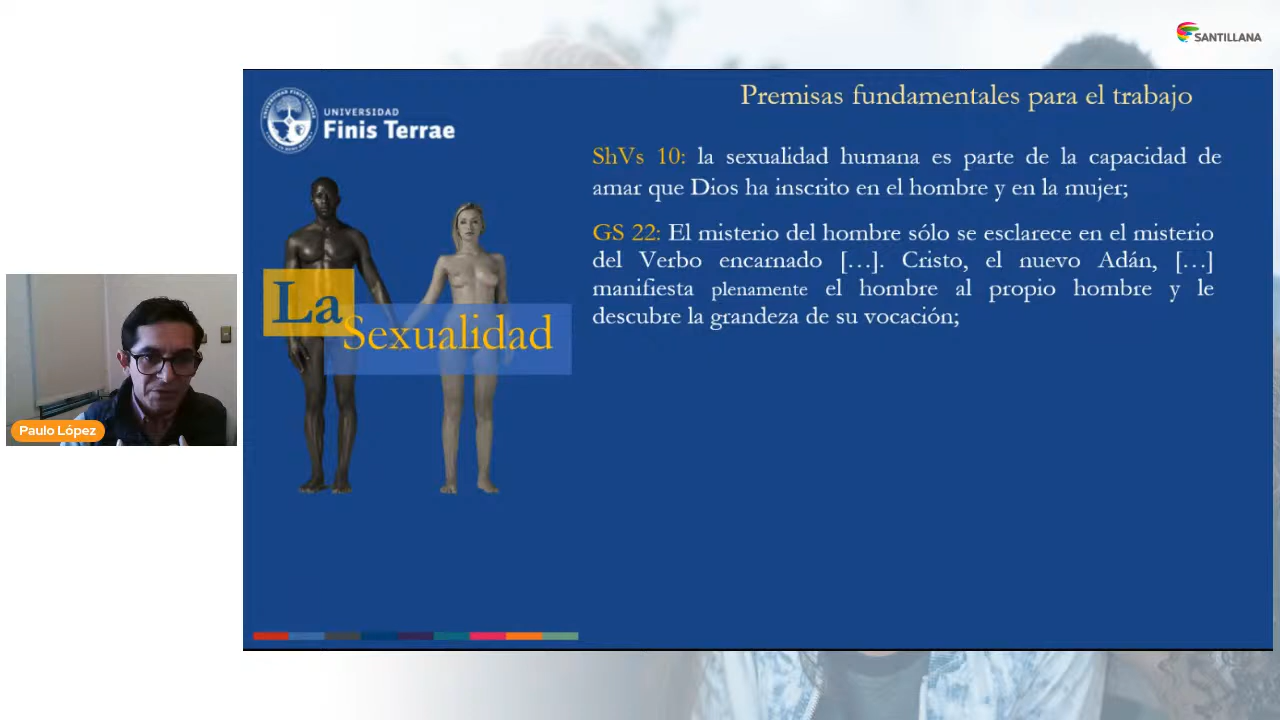 SANTILLANA
UNIVERSIDAD
Finis Terrae
Premisas fundamentales para el trabajo
ShVs 10: la sexualidad humana es parte de la capacidad de
amar que Dios ha inscrito en el hombre y en la mujer;
GS 22: El misterio del hombre sólo se esclarece en el misterio
del Verbo encarnado […]. Cristo, el nuevo Adán, […]
manifiesta plenamente el hombre al propio hombre y le
descubre la grandeza de su vocación;
La
Sexualidad
Paulo López